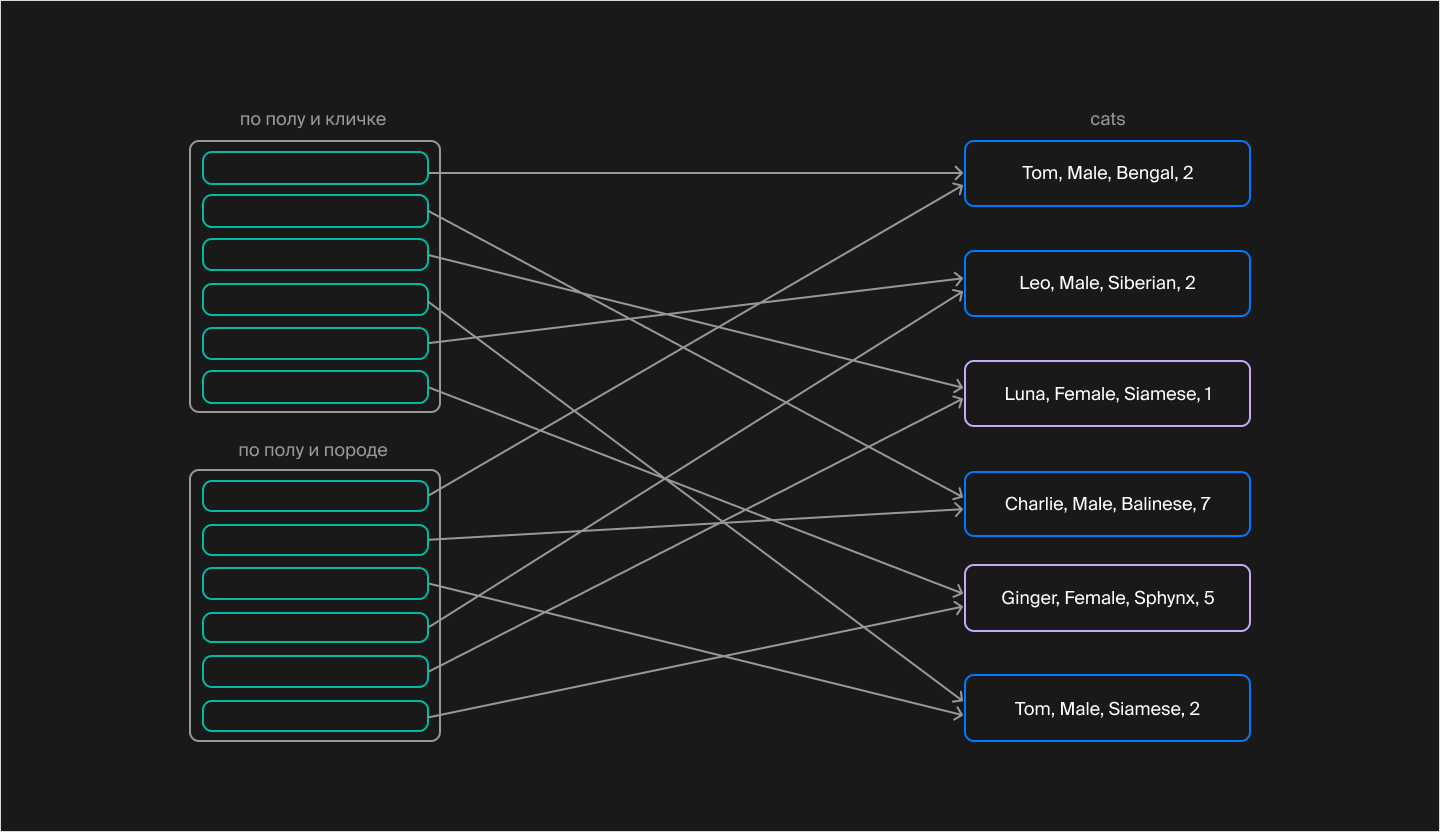 по полу и кличке
по полу и породе
cats
Tom, Male, Bengal, 2
Leo, Male, Siberian, 2
Luna, Female, Siamese, 1
Charlie, Male, Balinese, 7
Ginger, Female, Sphynx, 5
Tom, Male, Siamese, 2